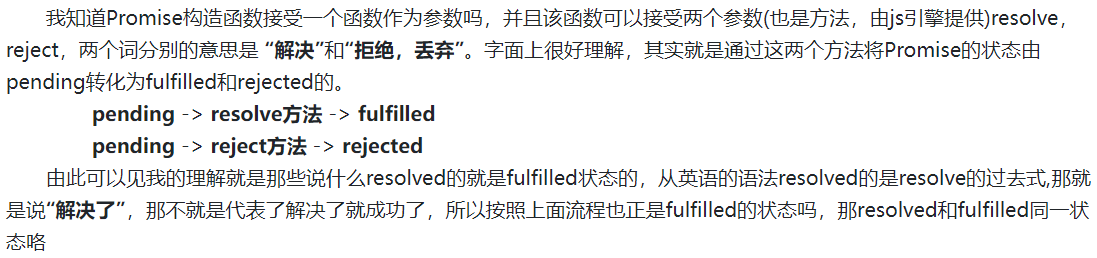 我知道Promise构造函数接受一个函数作为参数吗，并且该函数可以接受两个参数(也是方法，由js引擎提供)resolve，
reject，两个词分别的意思是 “解决”和“拒绝，丢弃”。字面上很好理解，其实就是通过这两个方法将Promise的状态由
pending转化为fulfilled和rejected的。
pending -> resolve方法 -> fulfilled
pending -> reject方法 -> rejected
由此可以见我的理解就是那些说什么resolved的就是fulfilled状态的，从英语的语法resolved的是resolve的过去式,那就
是说“解决了”，那不就是代表了解决了就成功了，所以按照上面流程也正是fulfilled的状态吗，那resolved和fulfilled同一状
态咯